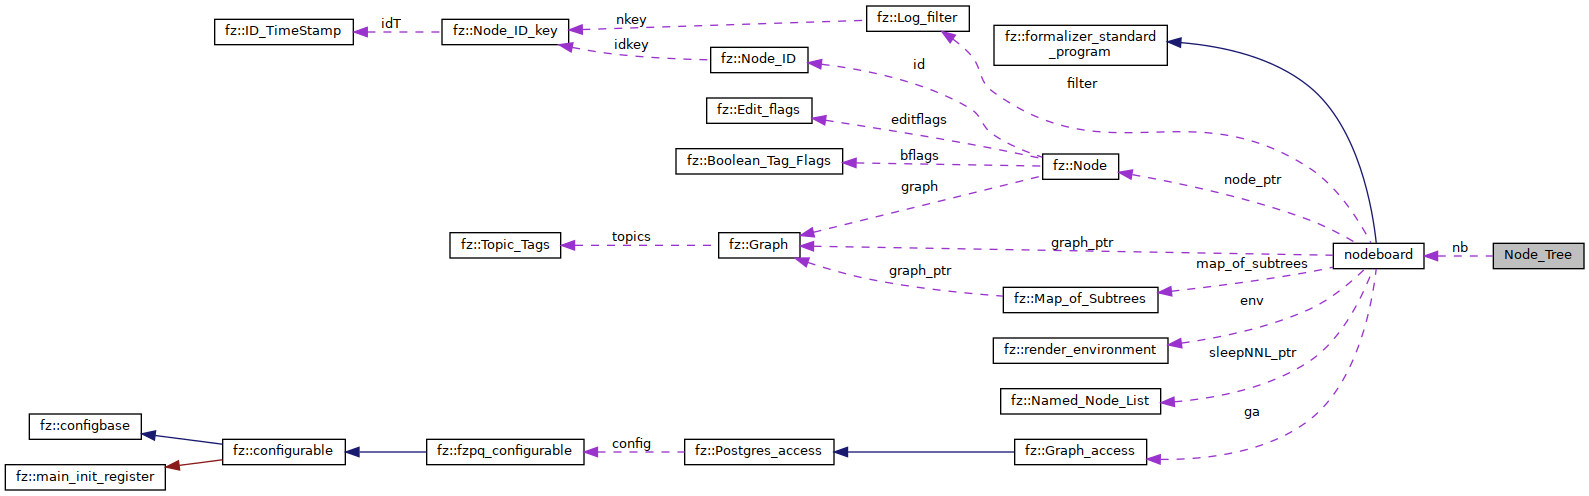 fz::ID_TimeStamp
idT
fz::Node_ID_key
nkey
idkey
fz::Log_filter
fz::Node_ID
id
fz::formalizer_standard
_program
filter
fz::Edit_flags
editflags
fz::Boolean_Tag_Flags
bflags
fz::Node
graph
node_ptr
fz::Topic_Tags
topics
fz::Graph
graph_ptr
nodeboard
nb
Node_Tree
graph_ptr
map_of_subtrees
fz::Map_of_Subtrees
env
fz::render_environment
sleepNNL_ptr
fz::Named_Node_List
ga
fz::configbase
fz::configurable
fz::fzpq_configurable
config
fz::Postgres_access
fz::Graph_access
fz::main_init_register